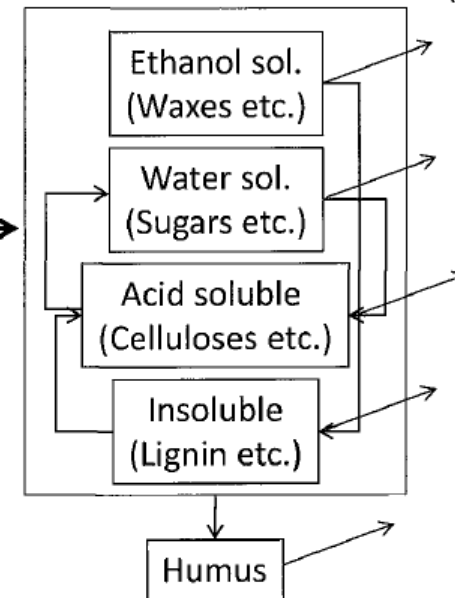 Ethanol sol.
(Waxes etc.)
Water sol.
(Sugars etc.)
Acid soluble
(Celluloses etc.)
Insoluble
(Lignin etc.)
Humus